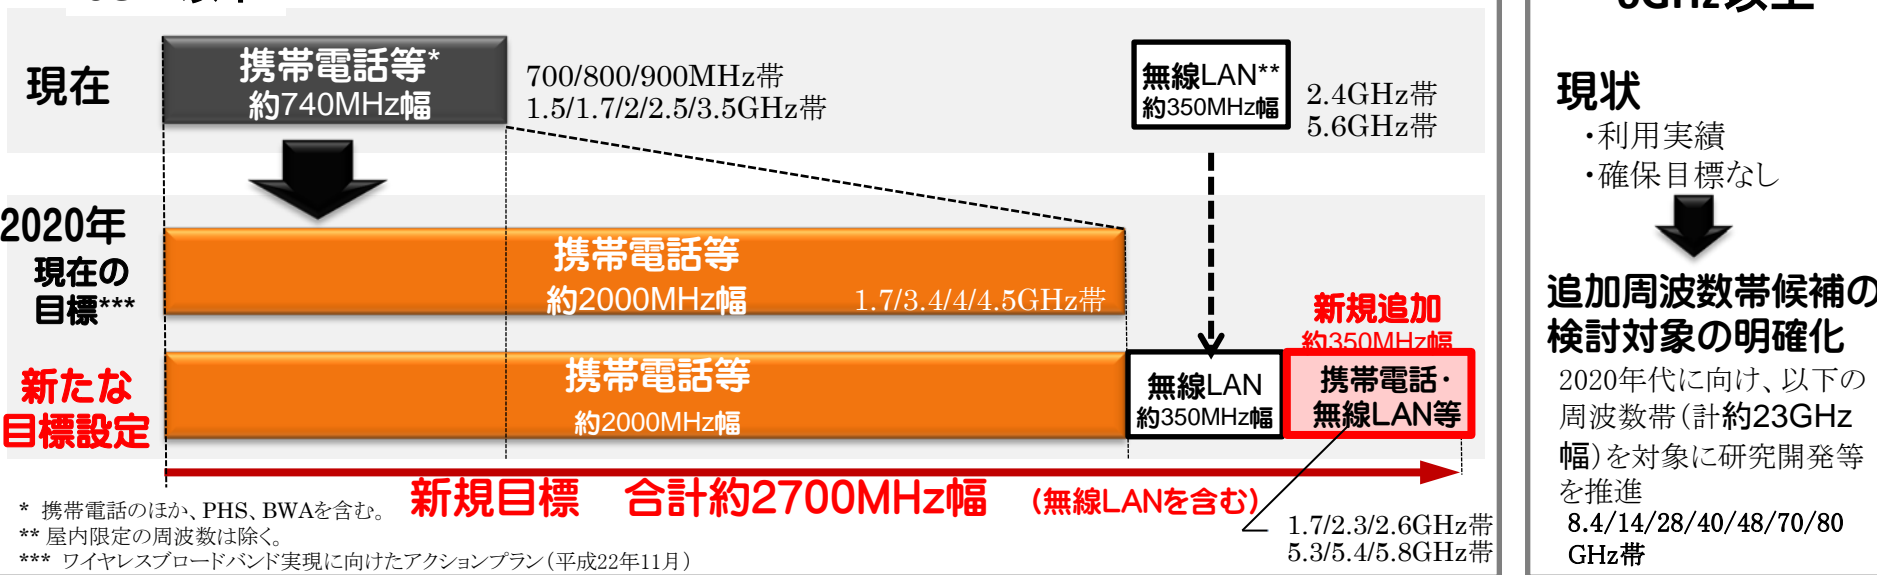 現在
携帯電話等*
約740MHz幅
700/800/900MHz帯
1.5/1.7/2/2.5/3.5GHz帯
無線LAN**
約350MHz幅
2.4GHz帯
5.6GHz帯
2020年
現在の
目標***
携帯電話等
約2000MHz幅
1.7/3.4/4/4.5GHz帯
新規追加
約350MHz幅
新たな
目標設定
携帯電話等
約2000MHz幅
無線LAN
約350MHz幅
携帯電話・
無線LAN等
新規目標 合計約2700MHz幅 (無線LANを含む)
1.7/2.3/2.6GHz帯
5.3/5.4/5.8GHz帯
* 携帯電話のほか、PHS、BWAを含む。
** 屋内限定の周波数は除く。
*** ワイヤレスブロードバンド実現に向けたアクションプラン(平成22年11月)
6GHz以上
現状
・利用実績
・確保目標なし
追加周波数帯候補の
検討対象の明確化
2020年代に向け、以下の
周波数帯(計約23GHz
幅)を対象に研究開発等
を推進
8.4/14/28/40/48/70/80
GHz帯